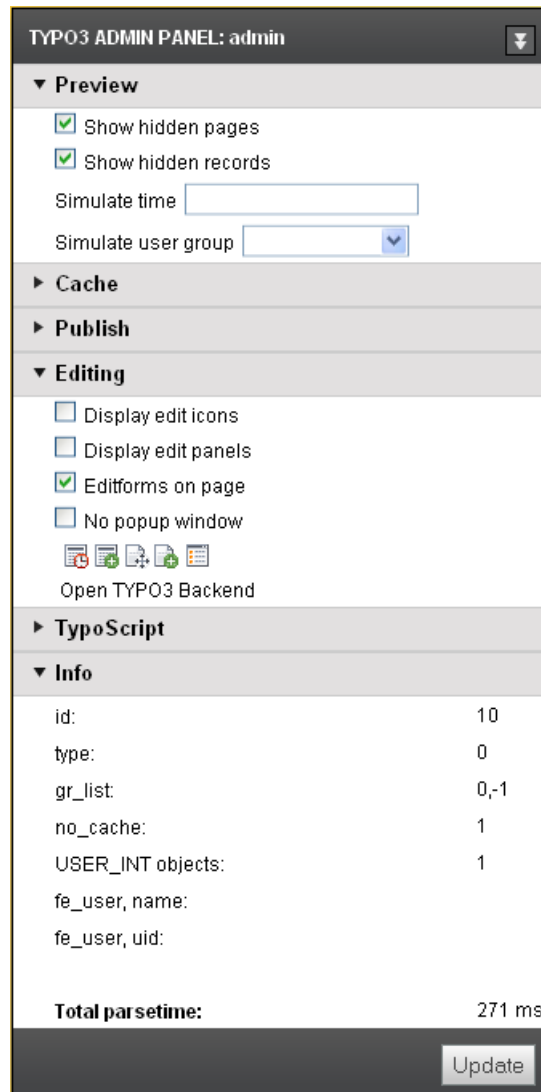 TYPO3 ADMIN PANEL: admin
Preview
Show hidden pages
Show hidden records
Simulate time
Simulate user group
Cache
Publish
Editing
Display edit icons
Display edit panels
Editforms on page
No popup window
Open TYPO3 Backend
TypoScript
Info
id: 10
type: 0
gr_list: 0,-1
no_cache: 1
USER_INT objects: 1
fe_user, name:
fe_user, uid:
Total parsetime: 271 ms
Update